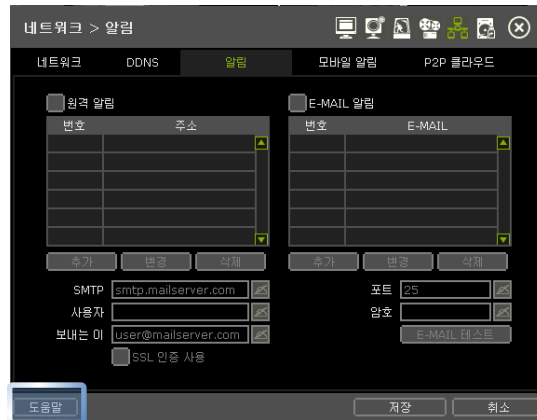 네트워크 > 알림
네트워크 DDNS 알림 모바일 알림 P2P 클라우드
원격 알림
번호 주소
추가 변경 삭제
E-MAIL 알림
번호 E-MAIL
추가 변경 삭제
SMTP smtp.mailserver.com 포트 25
사용자 암호
보내는 이 user@mailserver.com E-MAIL 테스트
SSL 인증 사용
도움말 저장 취소